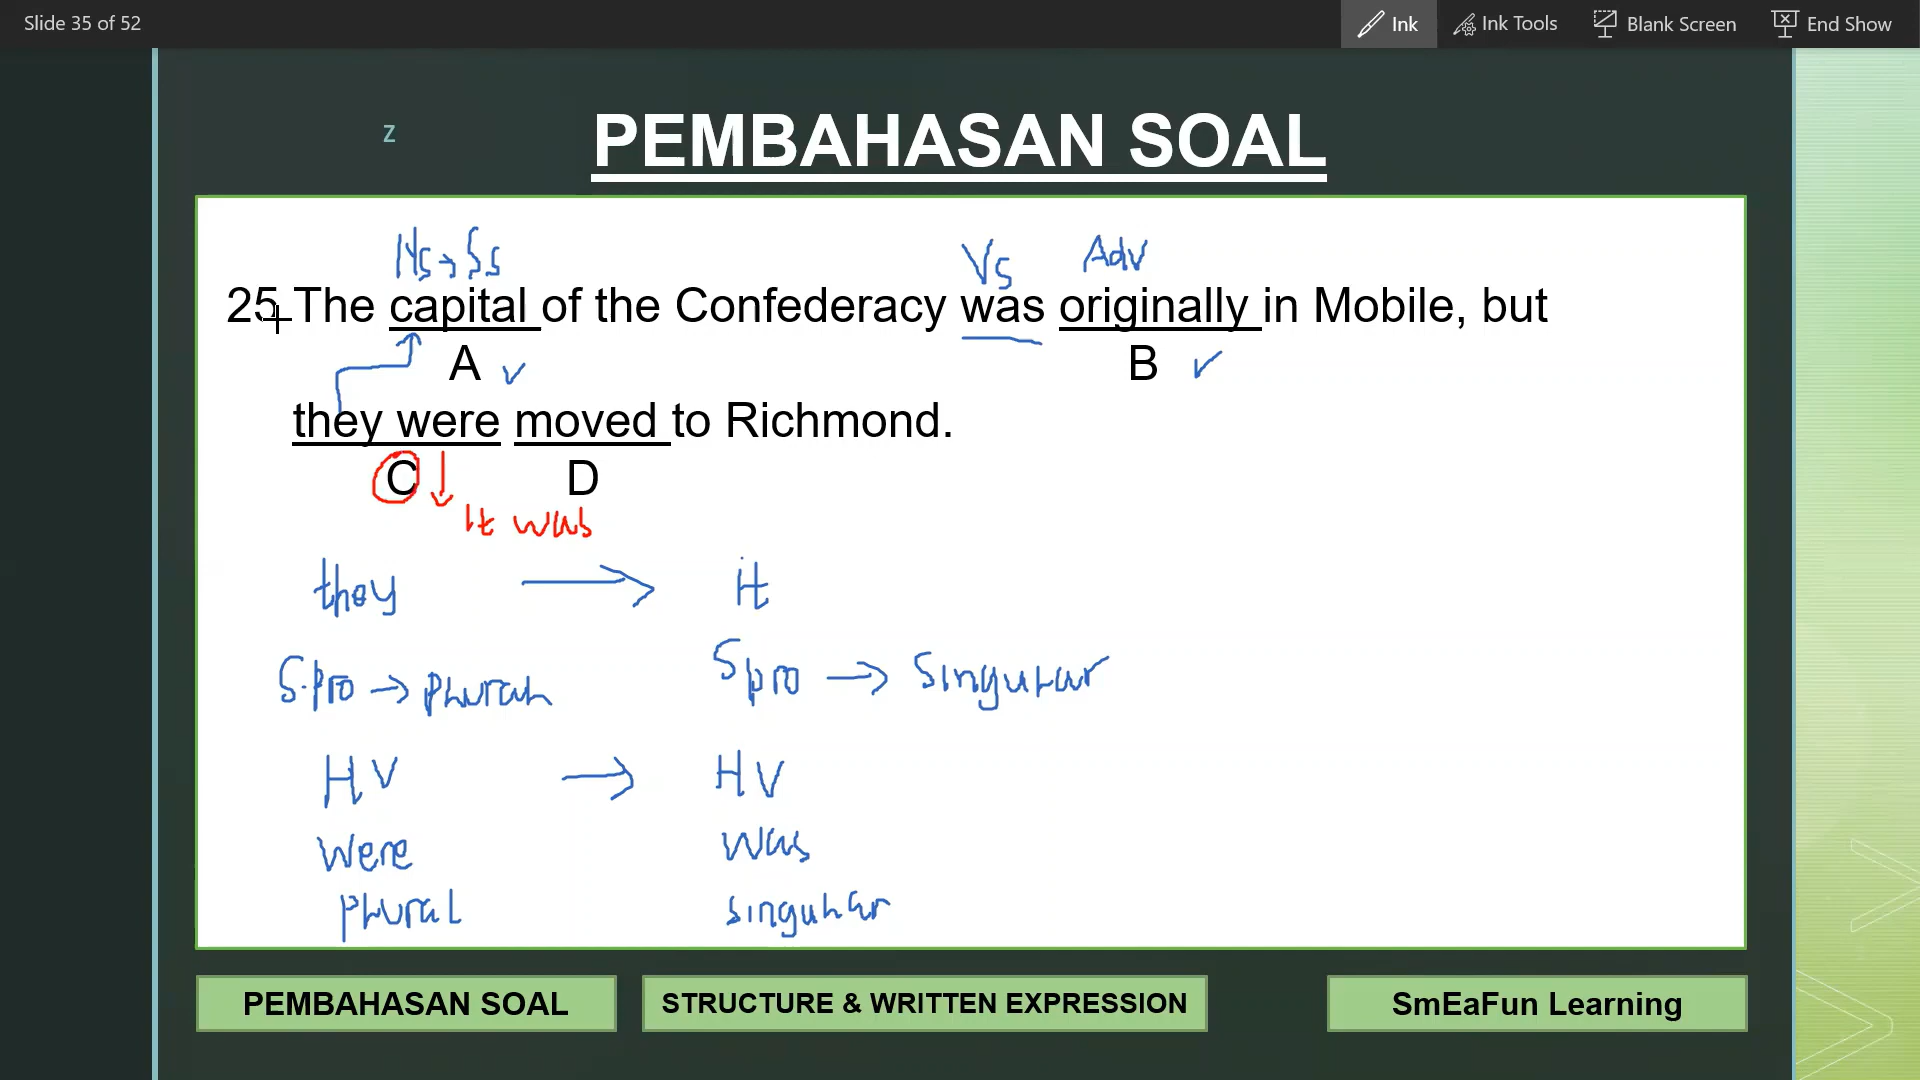 Slide 35 of 52
Ink
Ink Tools
Blank Screen
End Show
z
PEMBAHASAN SOAL
Ns → Ss
Vs
Adv
25. The capital of the Confederacy was originally in Mobile, but
A
B
they were moved to Richmond.
C
D
It was
they → it
S.Pro → Plural
S pro → Singular
HV → HV
Were
Was
Plural
singular
PEMBAHASAN SOAL
STRUCTURE & WRITTEN EXPRESSION
SmEaFun Learning